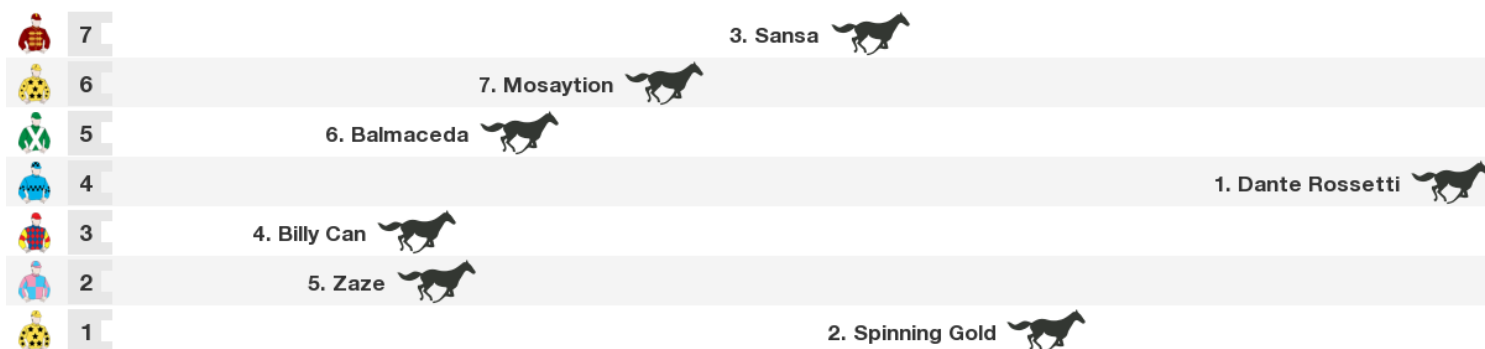 7 3. Sansa
6 7. Mosaytion
5 6. Balmaceda
4 1. Dante Rossetti
3 4. Billy Can
2 5. Zaze
1 2. Spinning Gold